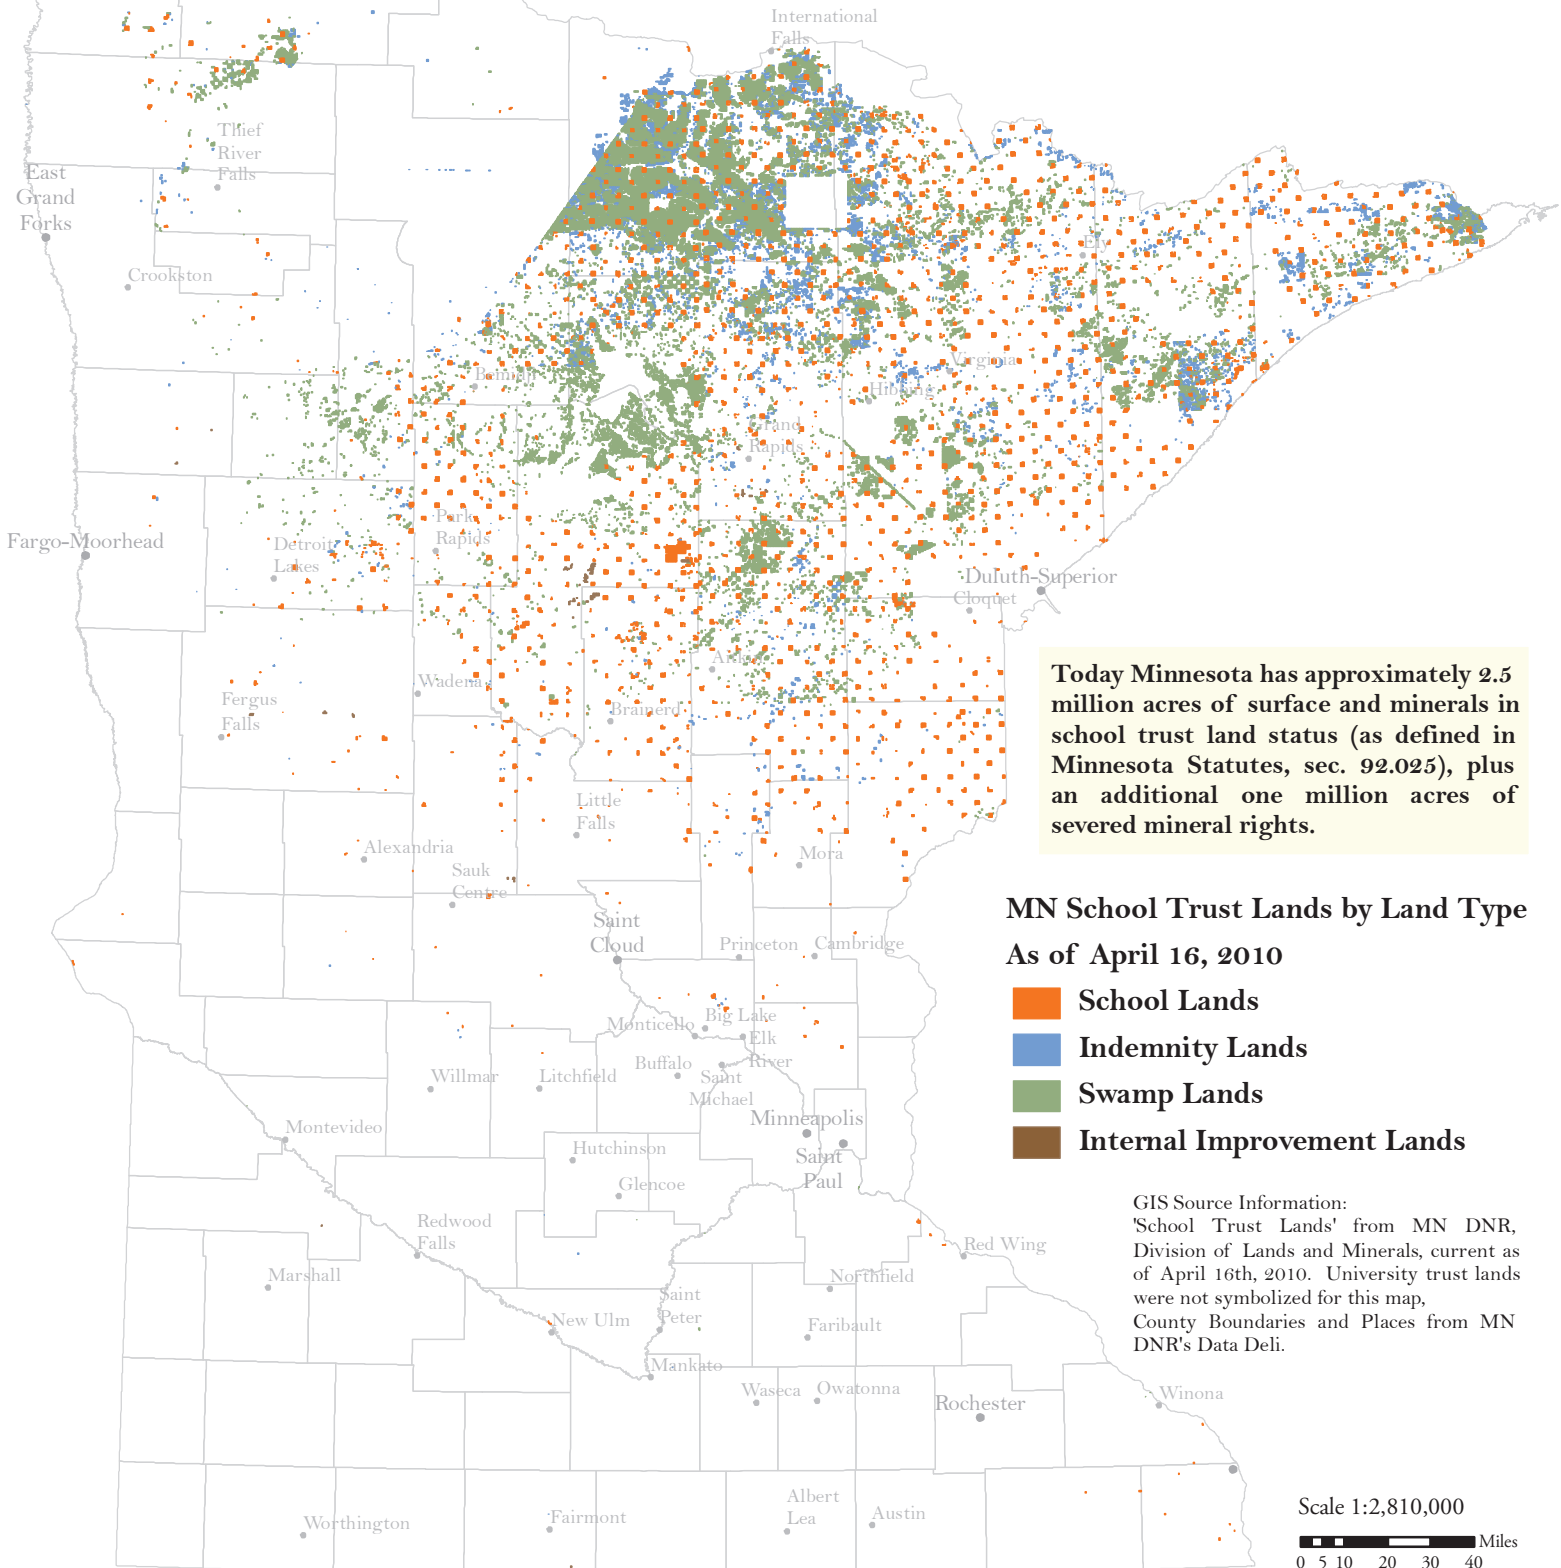 International
Falls
Thief
River
Falls
East
Grand
Forks
Crookston
Ely
Bemidji
Virginia
Hibbing
Grand
Rapids
Park
Rapids
Fargo-Moorhead
Detroit
Lakes
Duluth-Superior
Cloquet
Aitkin
Wadena
Fergus
Falls
Brainerd
Today Minnesota has approximately 2.5
million acres of surface and minerals in
school trust land status (as defined in
Minnesota Statutes, sec. 92.025), plus
an additional one million acres of
severed mineral rights.
Little
Falls
Alexandria
Mora
Sauk
Centre
MN School Trust Lands by Land Type
As of April 16, 2010
School Lands
Indemnity Lands
Swamp Lands
Internal Improvement Lands
Saint
Cloud
Princeton
Cambridge
Monticello
Big Lake
Elk
River
Buffalo
Saint
Michael
Willmar
Litchfield
Minneapolis
Saint
Paul
Montevideo
Hutchinson
Glencoe
Redwood
Falls
Red Wing
Marshall
Northfield
Saint
Peter
New Ulm
Faribault
Mankato
GIS Source Information:
'School Trust Lands' from MN DNR,
Division of Lands and Minerals, current as
of April 16th, 2010. University trust lands
were not symbolized for this map,
County Boundaries and Places from MN
DNR's Data Deli.
Waseca
Owatonna
Rochester
Winona
Albert
Lea
Austin
Fairmont
Worthington
Scale 1:2,810,000
Miles
0 5 10 20 30 40